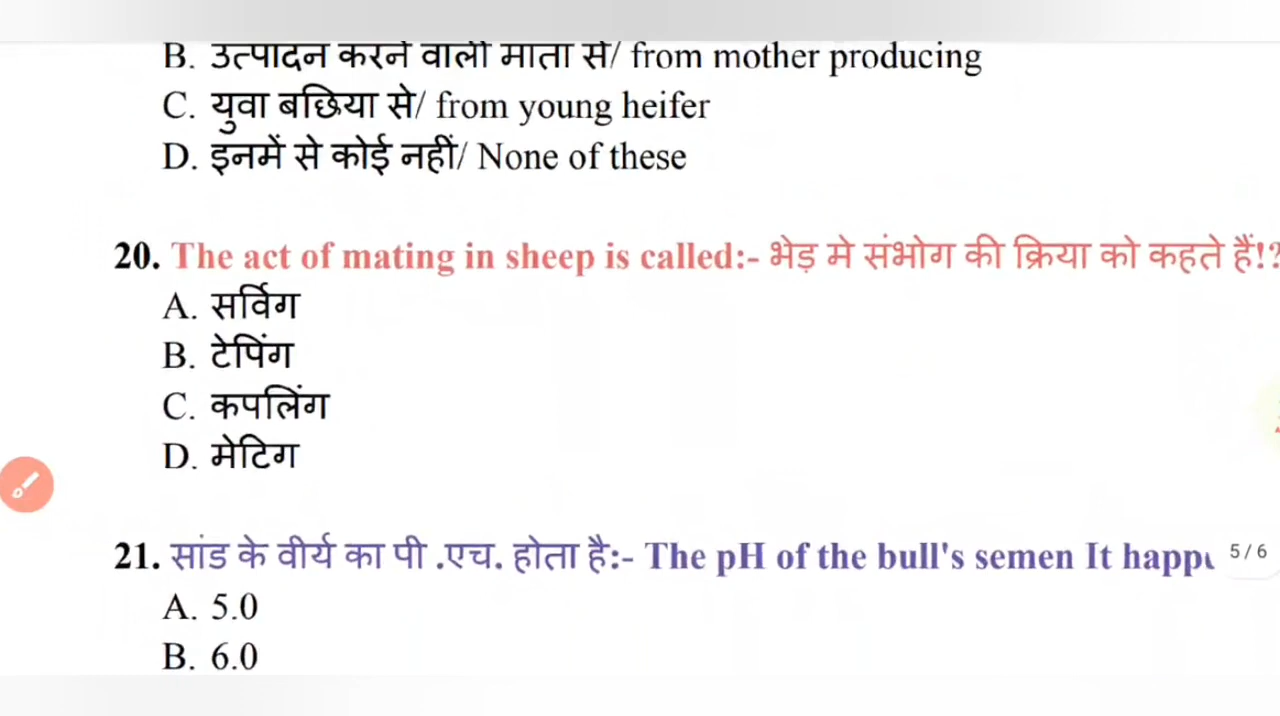 B. उत्पादन करने वाली माता से/ from mother producing
C. युवा बछिया से/ from young heifer
D. इनमें से कोई नहीं/ None of these
20. The act of mating in sheep is called:- भेड़ मे संभोग की क्रिया को कहते हैं!?
A. सर्विग
B. टेपिंग
C. कपलिंग
D. मेटिग
21. सांड के वीर्य का पी .एच. होता है:- The pH of the bull's semen It
5/6
A. 5.0
B. 6.0